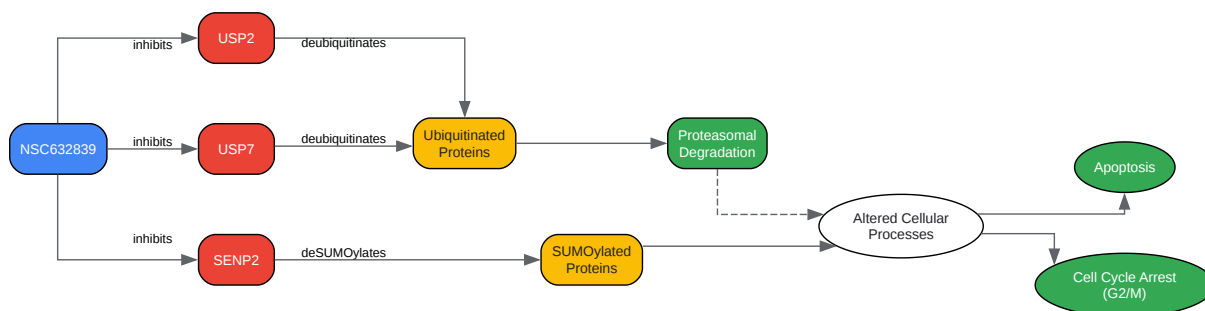 USP2
inhibits
deubiquitinates
NSC632839
inhibits
USP7
deubiquitinates
Ubiquitinated
Proteins
Proteasomal
Degradation
Apoptosis
inhibits
SENP2
deSUMOylates
SUMOylated
Proteins
Altered Cellular
Processes
Cell Cycle Arrest
(G2/M)